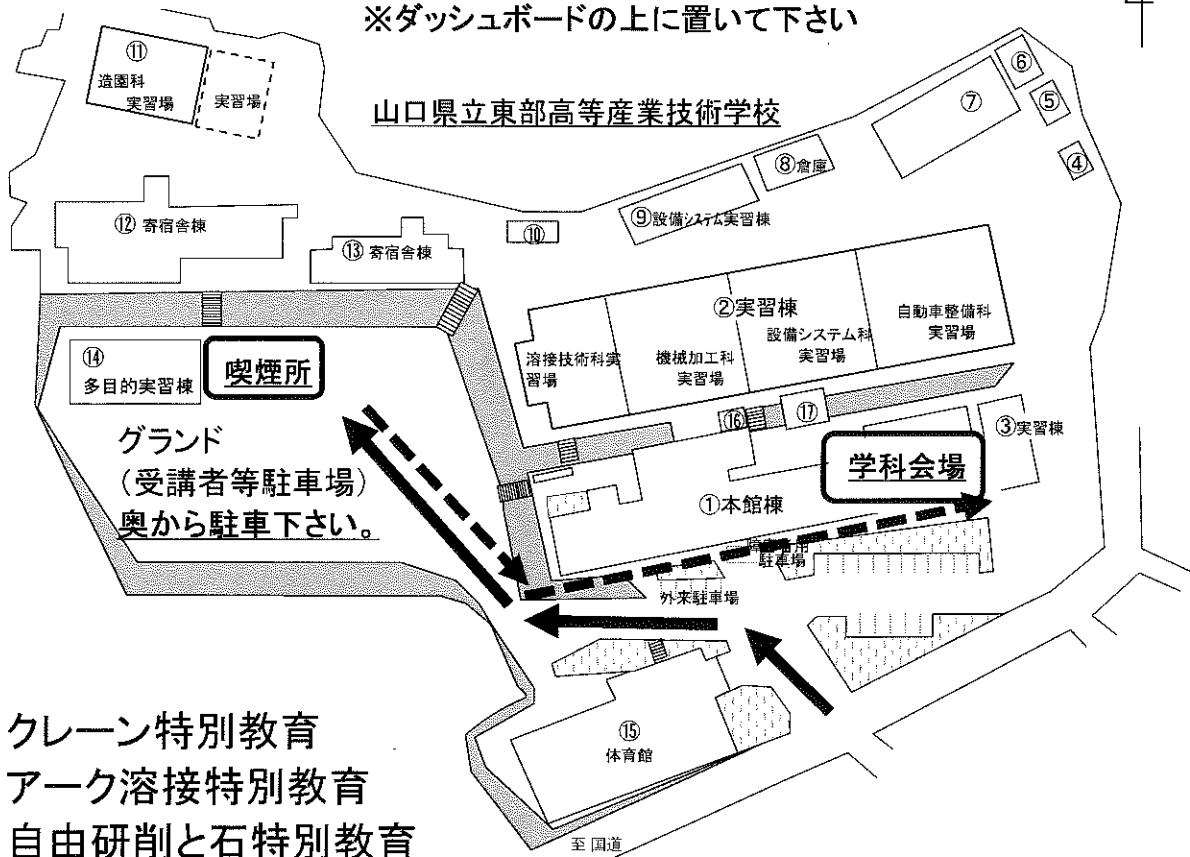 ※ダッシュボードの上に置いて下さい
⑪
造園科
実習場
実習場
山口県立東部高等産業技術学校
⑥
⑦
⑤
④
⑧倉庫
⑨設備システム実習棟
⑩
⑫ 寄宿舎棟
⑬ 寄宿舎棟
②実習棟
自動車整備科
実習場
設備システム科
実習場
機械加工科
実習場
溶接技術科実
習場
⑭
多目的実習棟
喫煙所
グランド
(受講者等駐車場)
奥から駐車下さい。
⑯
⑰
③実習棟
学科会場
①本館棟
駐車場
外来駐車場
⑮
体育館
クレーン特別教育
アーク溶接特別教育
自由研削と石特別教育
至 国道